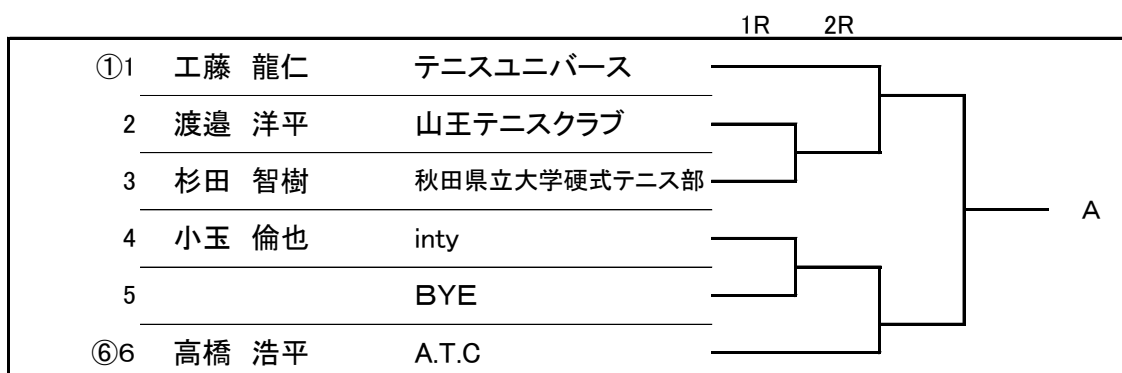 1R 2R
①1 工藤 龍仁 テニスユニバース
2 渡邉 洋平 山王テニスクラブ
3 杉田 智樹 秋田県立大学硬式テニス部
A
4 小玉 倫也 inty
5 BYE
⑥6 高橋 浩平 A.T.C